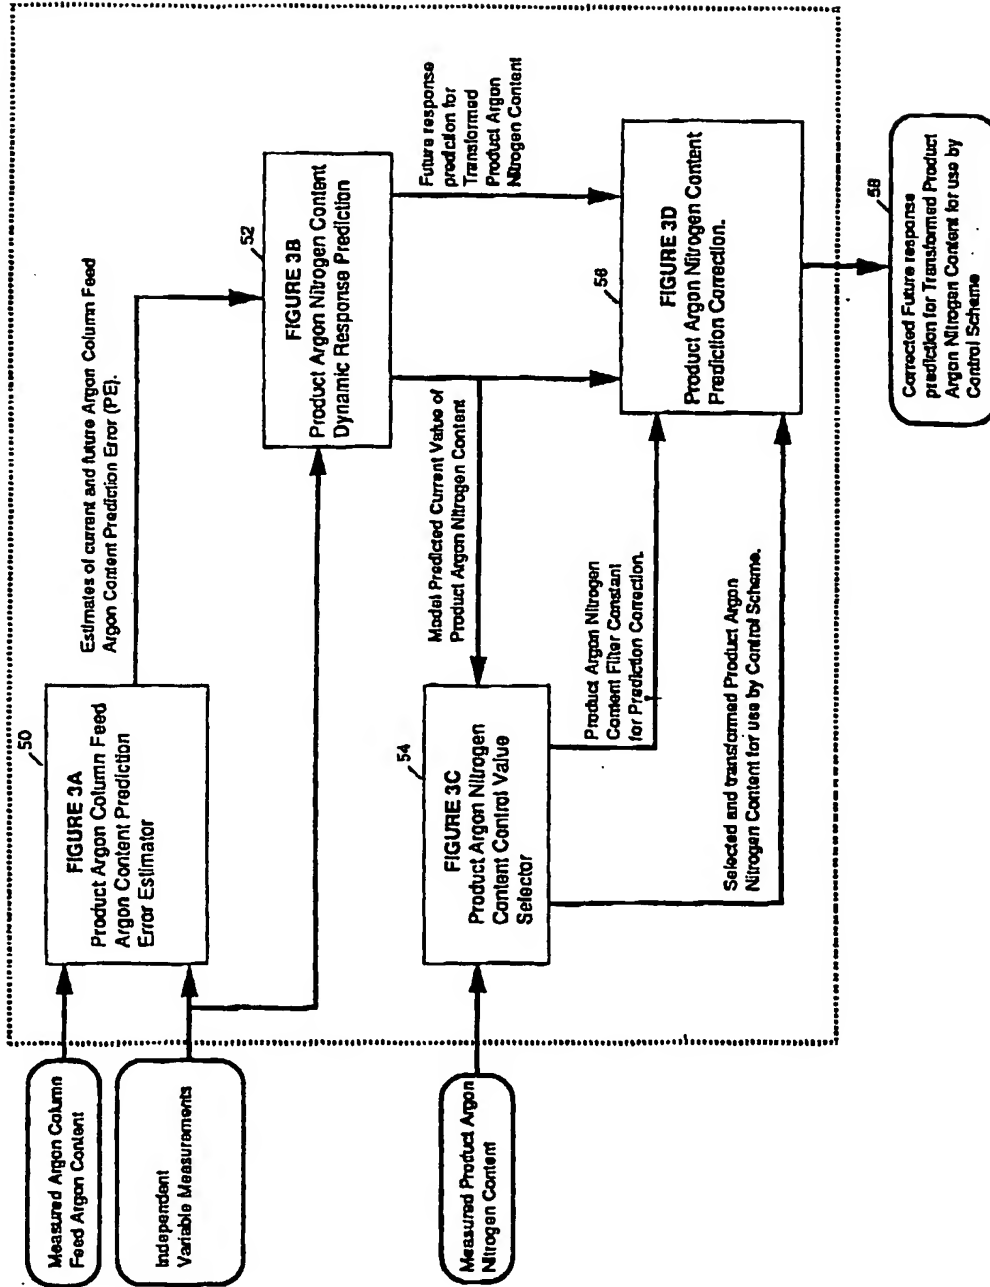 Measured Argon Column
Feed Argon Content
Independent
Variable Measurements
Measured Product Argon
Nitrogen Content
50
FIGURE 3A
Product Argon Column Feed
Argon Content Prediction
Error Estimator
Estimates of current and future Argon Column Feed
Argon Content Prediction Error (PE).
52
FIGURE 3B
Product Argon Nitrogen Content
Dynamic Response Prediction
Model Predicted Current Value of
Product Argon Nitrogen Content
Future response
prediction for
Transformed
Product Argon
Nitrogen Content
54
FIGURE 3C
Product Argon Nitrogen
Content Control Value
Selector
Product Argon Nitrogen
Content Filter Constant
for Prediction Correction.
Selected and transformed Product Argon
Nitrogen Content for use by Control Scheme.
56
FIGURE 3D
Product Argon Nitrogen Content
Prediction Correction.
58
Corrected Future response
prediction for Transformed Product
Argon Nitrogen Content for use by
Control Scheme